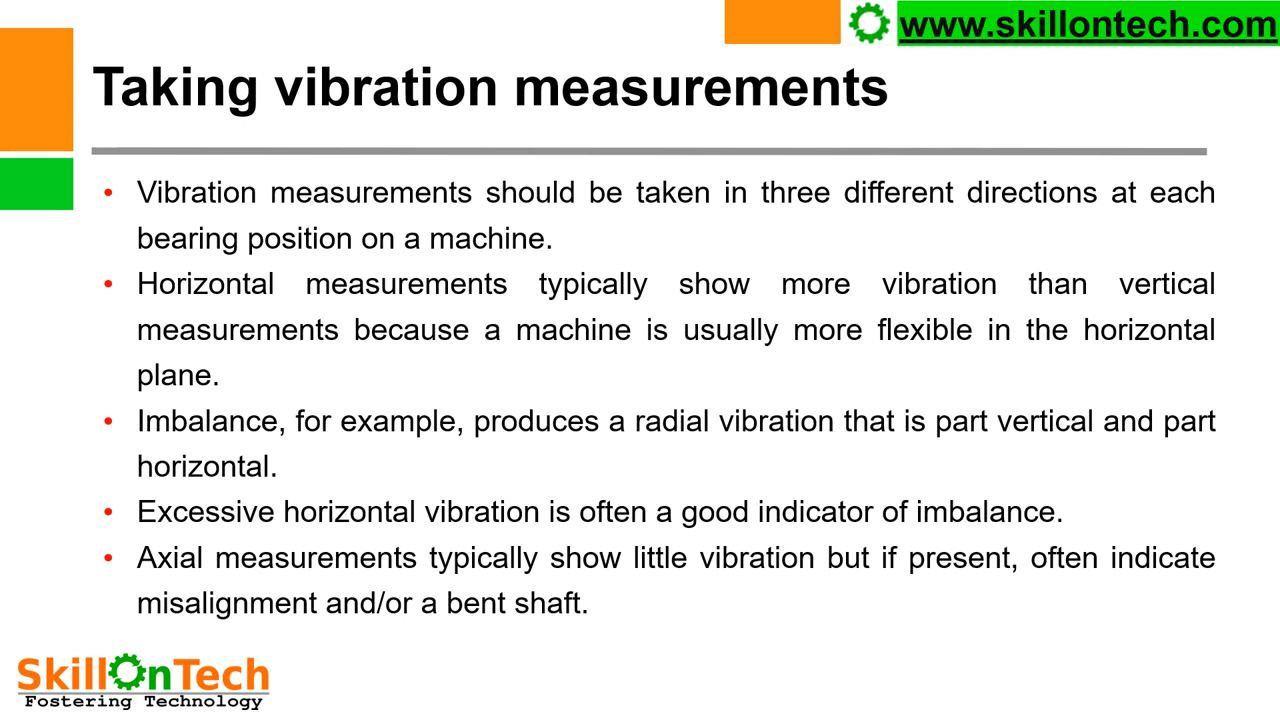 www.skillontech.com
Taking vibration measurements
• Vibration measurements should be taken in three different directions at each
bearing position on a machine.
• Horizontal measurements typically show more vibration than vertical
measurements because a machine is usually more flexible in the horizontal
plane.
• Imbalance, for example, produces a radial vibration that is part vertical and part
horizontal.
• Excessive horizontal vibration is often a good indicator of imbalance.
• Axial measurements typically show little vibration but if present, often indicate
misalignment and/or a bent shaft.
SkillOnTech
Fostering Technology